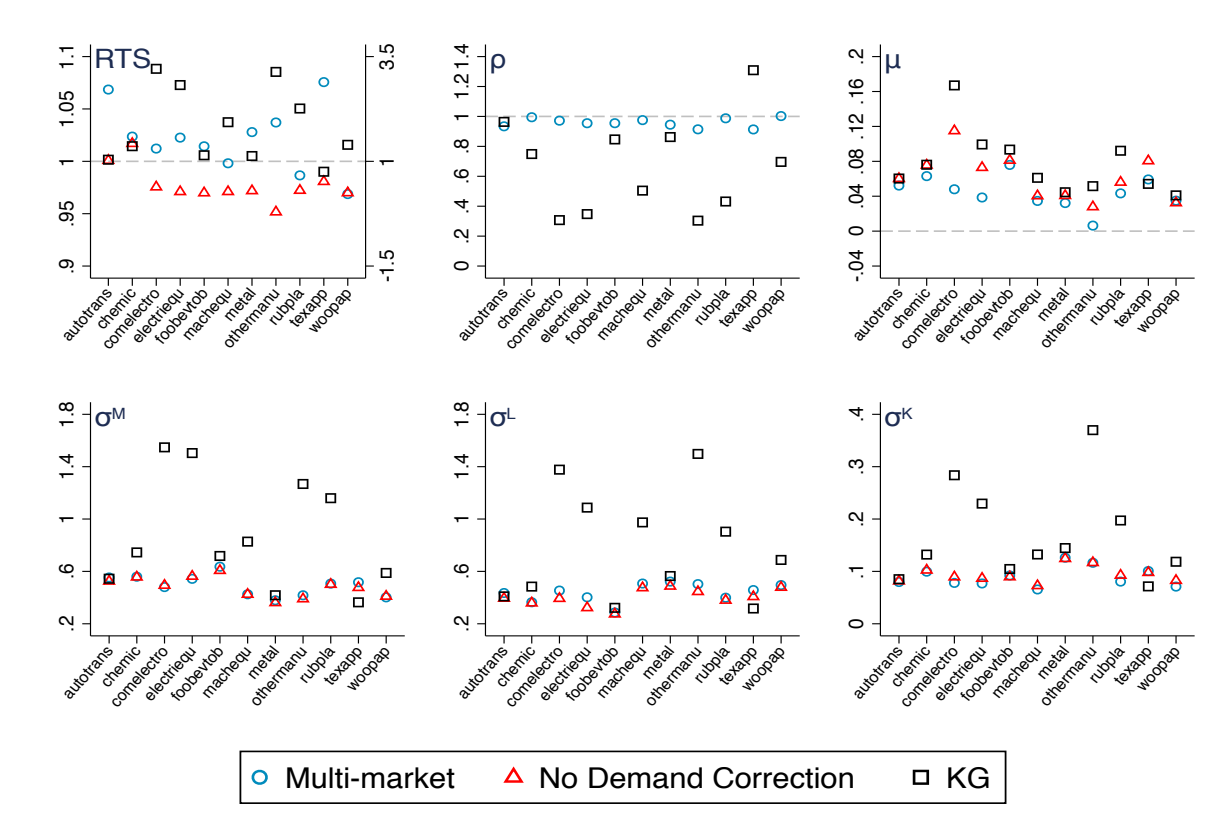 RTS
1.1
1.05
1
.95
.9
3.5
1
-1.5
autotrans
chemic
comelectro
electriequ
foobevtob
machequ
metal
othermanu
rubpla
texapp
woopap
ρ
1.4
1.2
1
.8
.6
.4
.2
0
autotrans
chemic
comelectro
electriequ
foobevtob
machequ
metal
othermanu
rubpla
texapp
woopap
μ
.2
.16
.12
.08
.04
0
-.04
autotrans
chemic
comelectro
electriequ
foobevtob
machequ
metal
othermanu
rubpla
texapp
woopap
σᴹ
1.8
1.4
1
.6
.2
autotrans
chemic
comelectro
electriequ
foobevtob
machequ
metal
othermanu
rubpla
texapp
woopap
σᴸ
1.8
1.4
1
.6
.2
autotrans
chemic
comelectro
electriequ
foobevtob
machequ
metal
othermanu
rubpla
texapp
woopap
σᴷ
.4
.3
.2
.1
0
autotrans
chemic
comelectro
electriequ
foobevtob
machequ
metal
othermanu
rubpla
texapp
woopap
Multi-market No Demand Correction KG